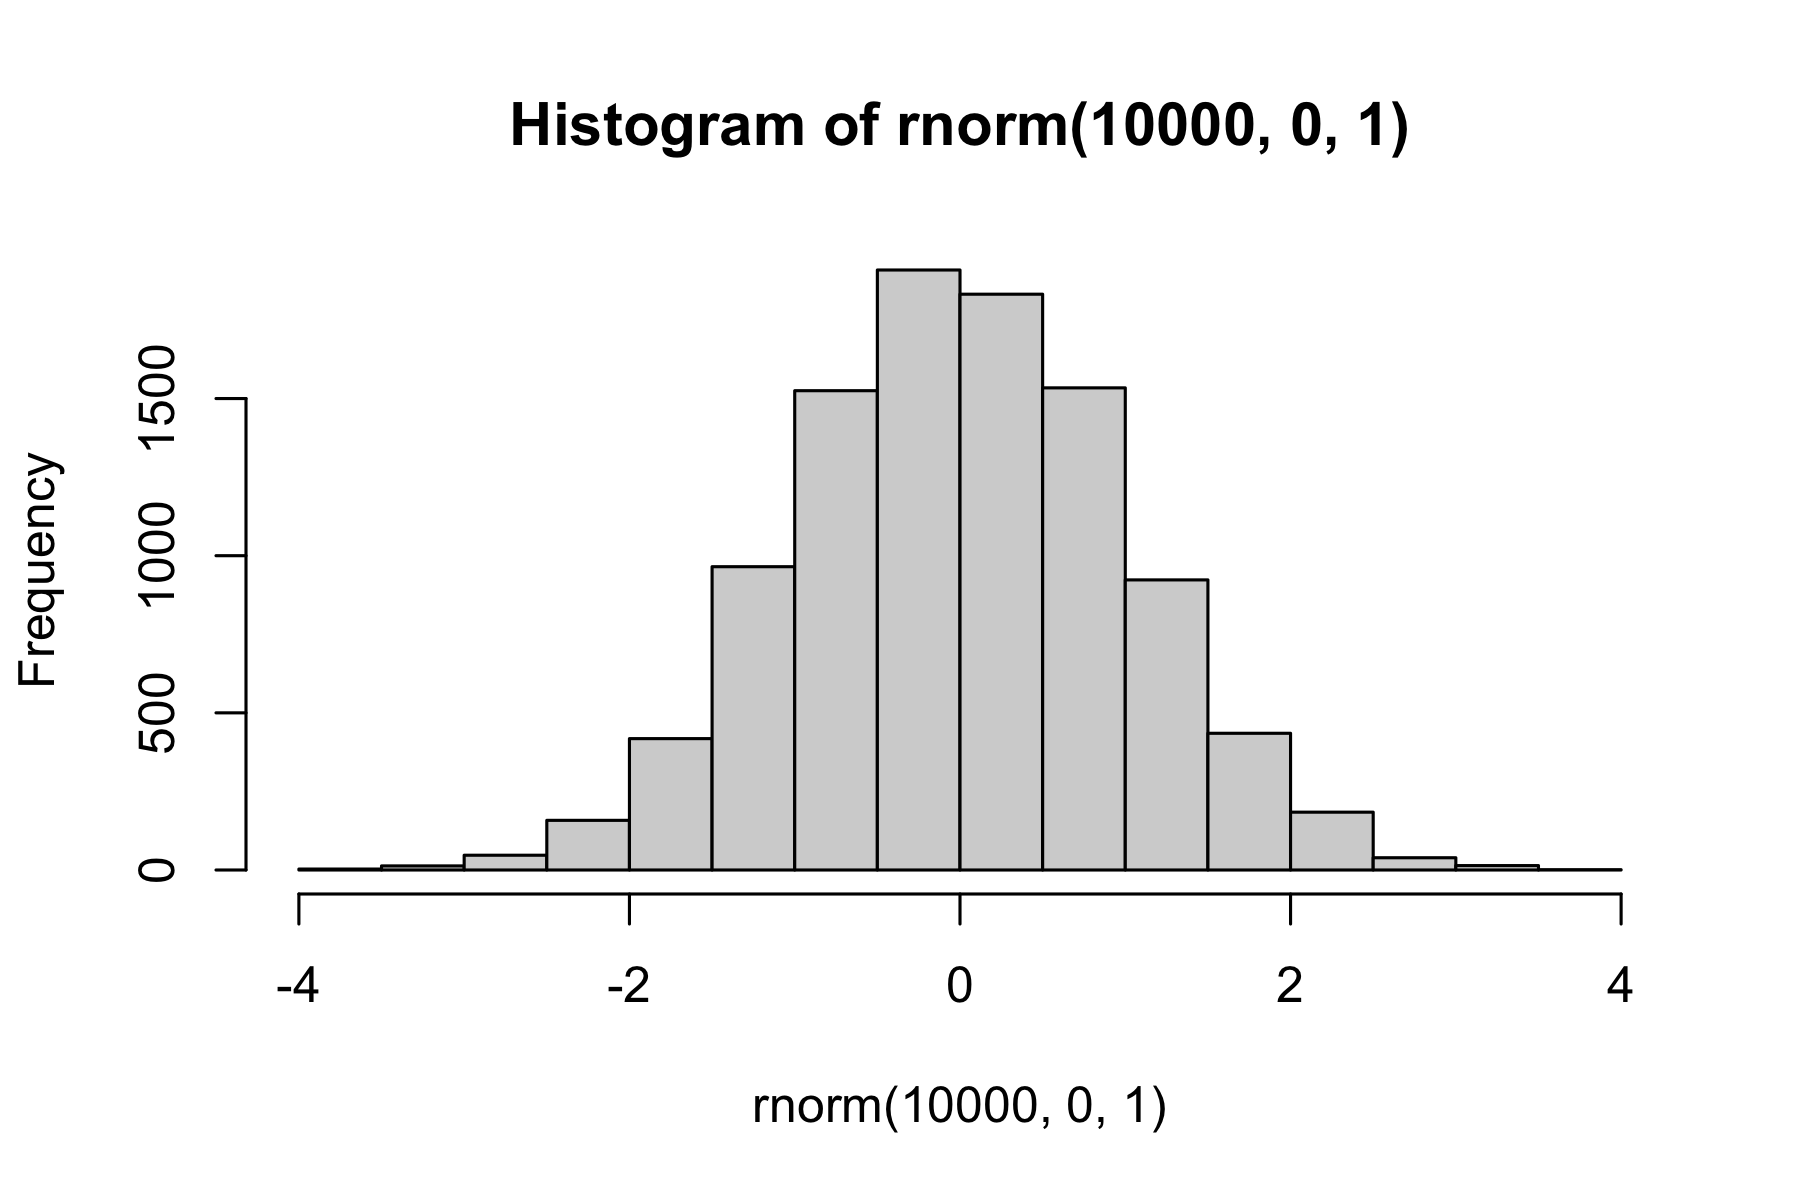 Histogram of rnorm(10000, 0, 1)
Frequency
1500
1000
500
0
-4 -2 0 2 4
rnorm(10000, 0, 1)